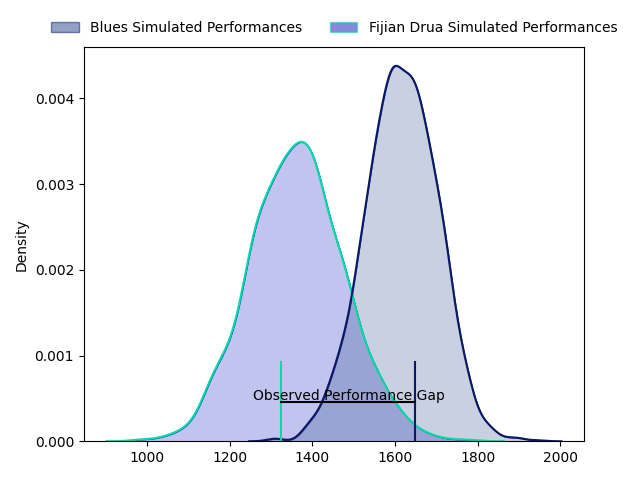 Blues Simulated Performances
Fijian Drua Simulated Performances
Density
0.004
0.003
0.002
0.001
0.000
Observed Performance Gap
1000 1200 1400 1600 1800 2000